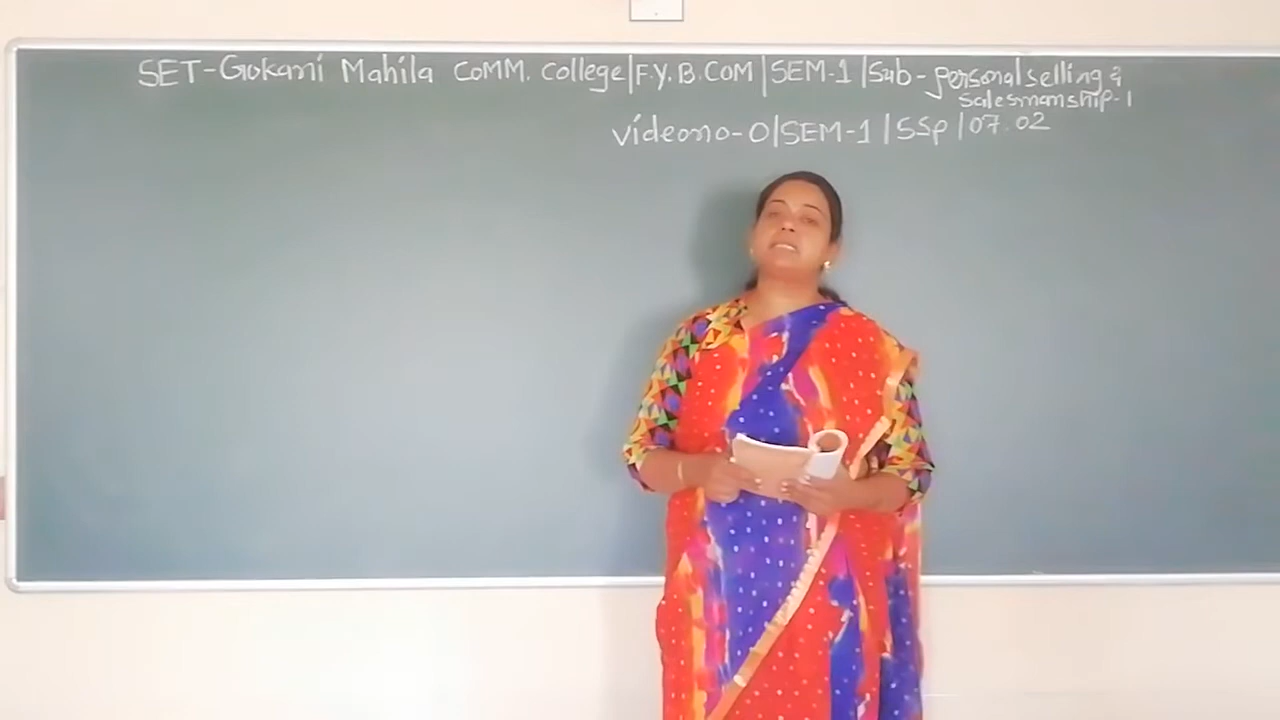 SET-Gokani Mahila COMM. College|F.Y.B.COM|SEM-1|Sub-personal selling &
Salesmanship-1
videono-0|SEM-1|SSP|07.02